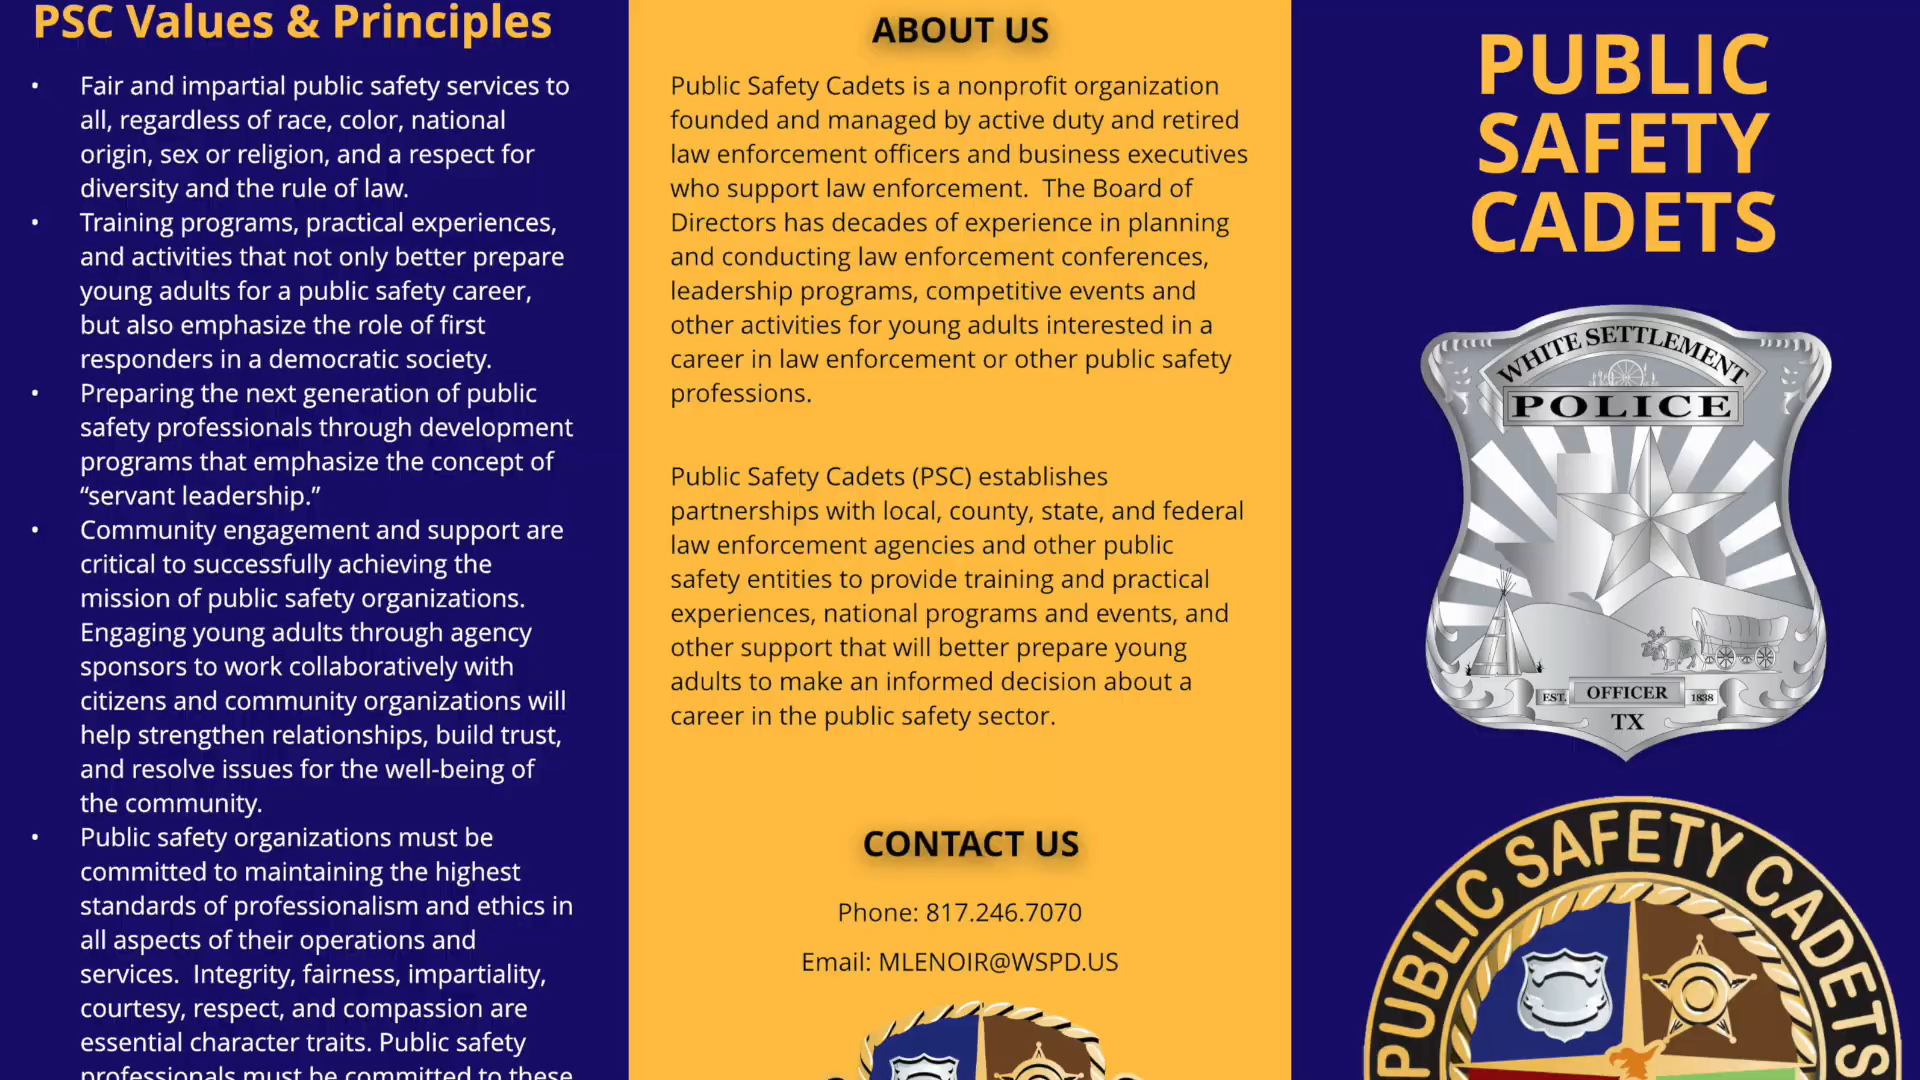 PSC Values & Principles
• Fair and impartial public safety services to
all, regardless of race, color, national
origin, sex or religion, and a respect for
diversity and the rule of law.
• Training programs, practical experiences,
and activities that not only better prepare
young adults for a public safety career,
but also emphasize the role of first
responders in a democratic society.
• Preparing the next generation of public
safety professionals through development
programs that emphasize the concept of
“servant leadership.”
• Community engagement and support are
critical to successfully achieving the
mission of public safety organizations.
Engaging young adults through agency
sponsors to work collaboratively with
citizens and community organizations will
help strengthen relationships, build trust,
and resolve issues for the well-being of
the community.
• Public safety organizations must be
committed to maintaining the highest
standards of professionalism and ethics in
all aspects of their operations and
services.  Integrity, fairness, impartiality,
courtesy, respect, and compassion are
essential character traits. Public safety
professionals must be committed to these
ABOUT US
Public Safety Cadets is a nonprofit organization
founded and managed by active duty and retired
law enforcement officers and business executives
who support law enforcement.  The Board of
Directors has decades of experience in planning
and conducting law enforcement conferences,
leadership programs, competitive events and
other activities for young adults interested in a
career in law enforcement or other public safety
professions.
Public Safety Cadets (PSC) establishes
partnerships with local, county, state, and federal
law enforcement agencies and other public
safety entities to provide training and practical
experiences, national programs and events, and
other support that will better prepare young
adults to make an informed decision about a
career in the public safety sector.
CONTACT US
Phone: 817.246.7070
Email: MLENOIR@WSPD.US
PUBLIC
SAFETY
CADETS
WHITE SETTLEMENT
POLICE
EST. OFFICER 1838
TX
PUBLIC SAFETY CADETS